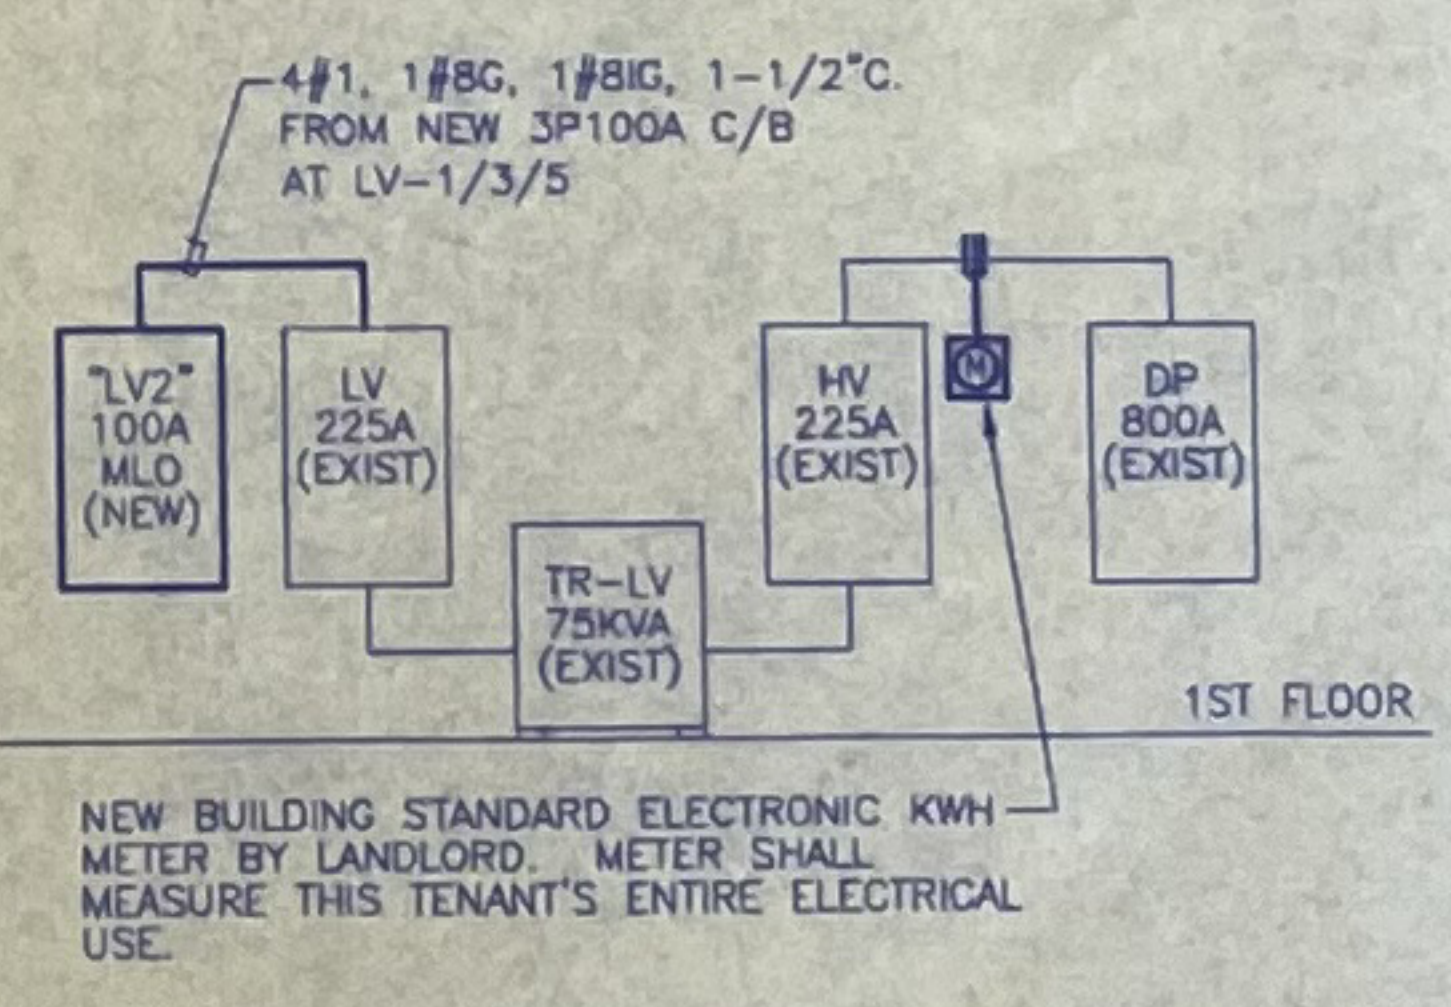 4#1, 1#8G, 1#8IG, 1-1/2"C.
FROM NEW 3P100A C/B
AT LV-1/3/5
"LV2"
100A
MLO
(NEW)
LV
225A
(EXIST)
TR-LV
75KVA
(EXIST)
HV
225A
(EXIST)
M
DP
800A
(EXIST)
1ST FLOOR
NEW BUILDING STANDARD ELECTRONIC KWH
METER BY LANDLORD. METER SHALL
MEASURE THIS TENANT'S ENTIRE ELECTRICAL
USE.